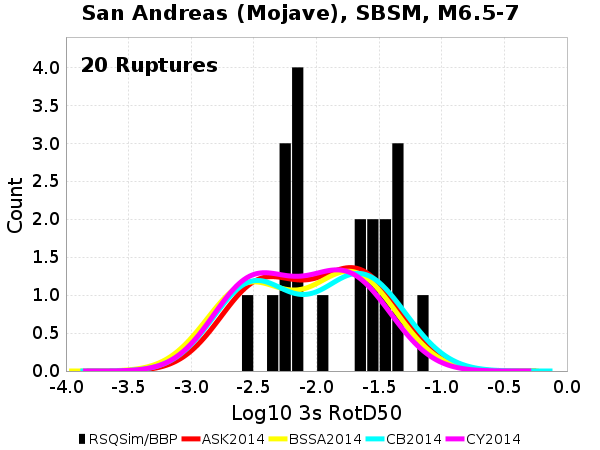 San Andreas (Mojave), SBSM, M6.5-7
20 Ruptures
4.0
3.5
3.0
2.5
2.0
1.5
1.0
0.5
0.0
Count
-4.0 -3.5 -3.0 -2.5 -2.0 -1.5 -1.0 -0.5 0.0
Log10 3s RotD50
RSQSim/BBP ASK2014 BSSA2014 CB2014 CY2014